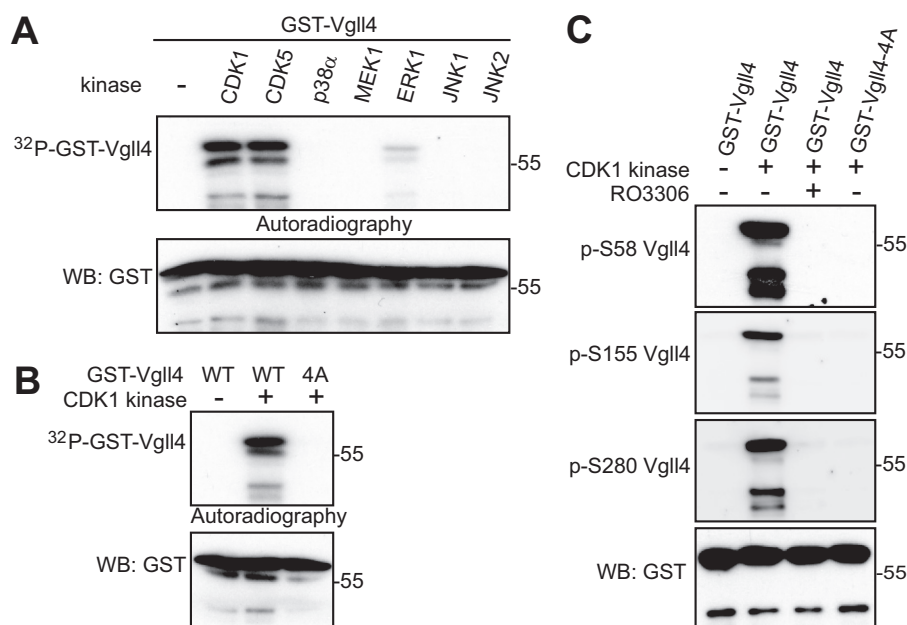 A
GST-Vgll4
kinase - CDK1 CDK5 p38α MEK1 ERK1 JNK1 JNK2
32P-GST-Vgll4
-55
Autoradiography
WB: GST
-55
B
GST-Vgll4 WT WT 4A
CDK1 kinase - + +
32P-GST-Vgll4
-55
Autoradiography
WB: GST
-55
C
GST-Vgll4 GST-Vgll4 GST-Vgll4 GST-Vgll4-4A
CDK1 kinase - + + +
RO3306 - - + -
p-S58 Vgll4
-55
p-S155 Vgll4
-55
p-S280 Vgll4
-55
WB: GST
-55